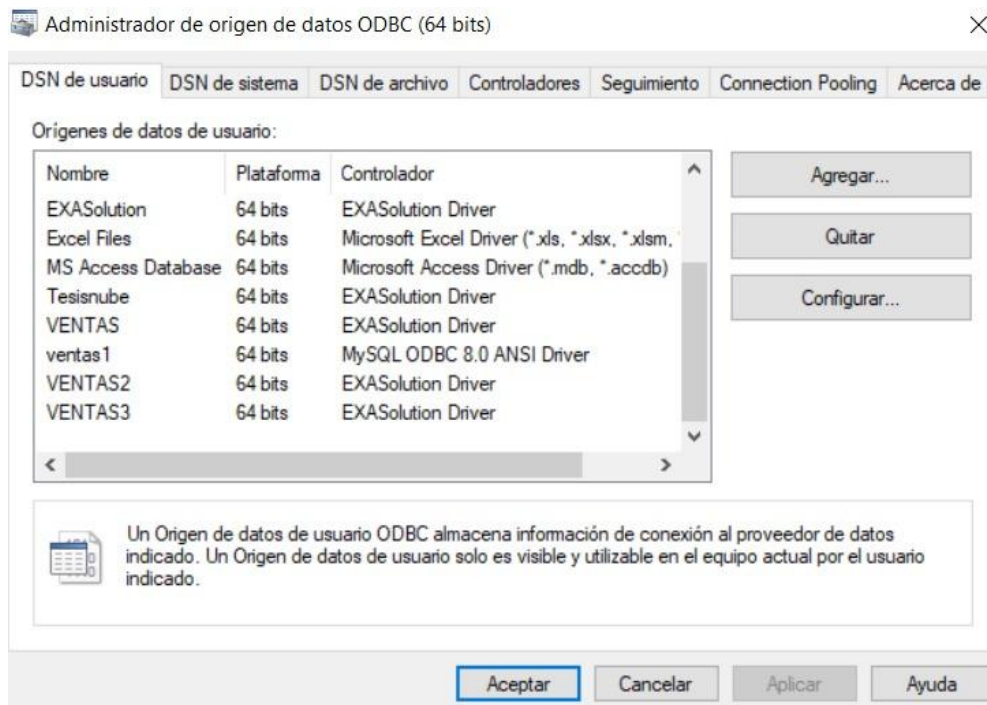 Administrador de origen de datos ODBC (64 bits)
DSN de usuario DSN de sistema DSN de archivo Controladores Seguimiento Connection Pooling Acerca de
Orígenes de datos de usuario:
Nombre Plataforma Controlador
EXASolution 64 bits EXASolution Driver
Excel Files 64 bits Microsoft Excel Driver (*.xls, *.xlsx, *.xlsm, 
MS Access Database 64 bits Microsoft Access Driver (*.mdb, *.accdb)
Tesisnube 64 bits EXASolution Driver
VENTAS 64 bits EXASolution Driver
ventas1 64 bits MySQL ODBC 8.0 ANSI Driver
VENTAS2 64 bits EXASolution Driver
VENTAS3 64 bits EXASolution Driver
Agregar...
Quitar
Configurar...
Un Origen de datos de usuario ODBC almacena información de conexión al proveedor de datos
indicado. Un Origen de datos de usuario solo es visible y utilizable en el equipo actual por el usuario
indicado.
Aceptar Cancelar Aplicar Ayuda